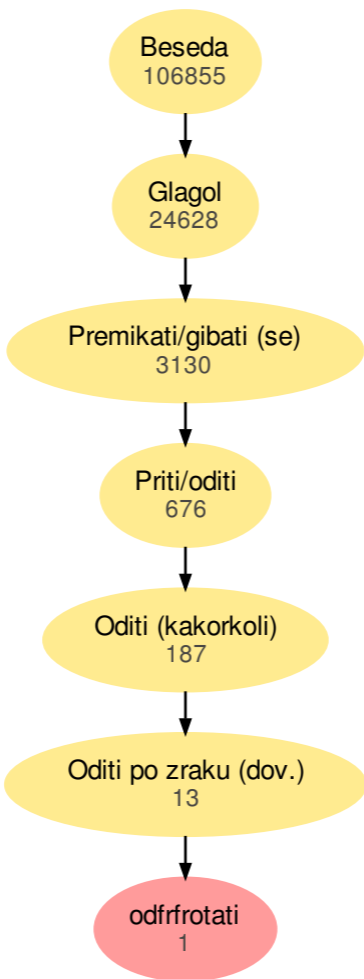 Beseda
106855
Glagol
24628
Premikati/gibati (se)
3130
Priti/oditi
676
Oditi (kakorkoli)
187
Oditi po zraku (dov.)
13
odfrfrotati
1